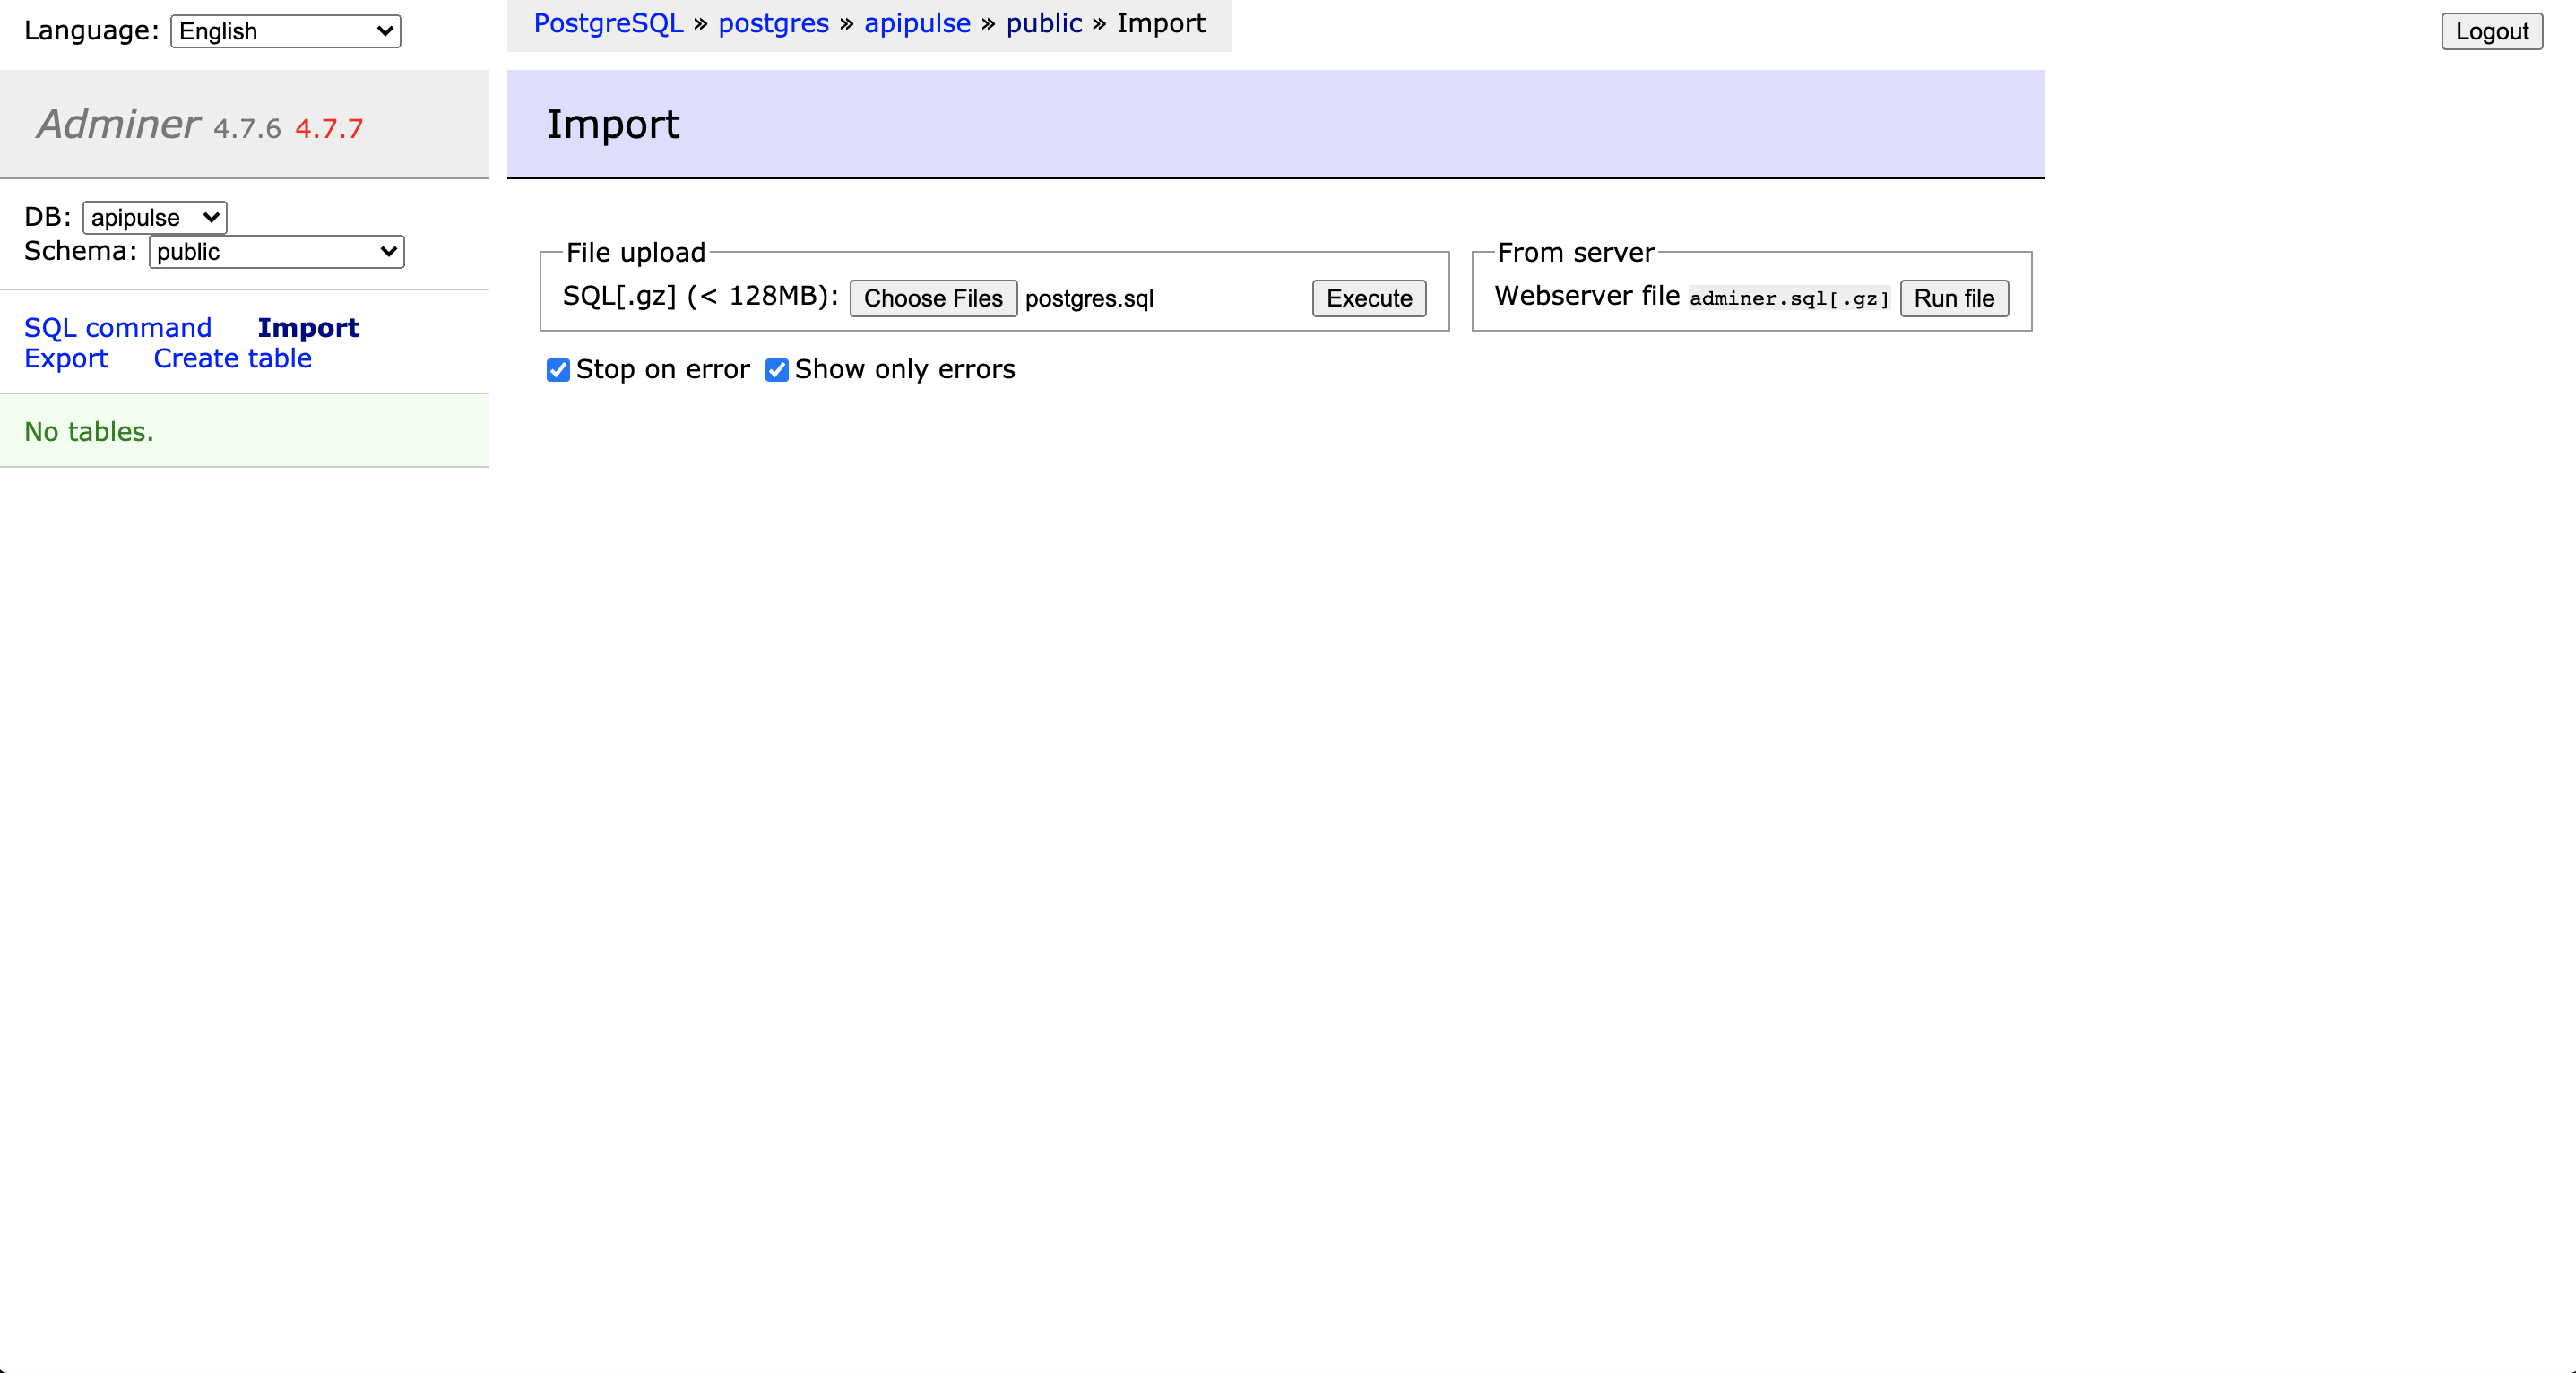 Language: English
PostgreSQL » postgres » apipulse » public » Import
Logout
Adminer 4.7.6 4.7.7
Import
DB: apipulse
Schema: public
SQL command Import
Export Create table
No tables.
File upload
SQL[.gz] (< 128MB): Choose Files postgres.sql Execute
From server
Webserver file adminer.sql[.gz] Run file
Stop on error Show only errors